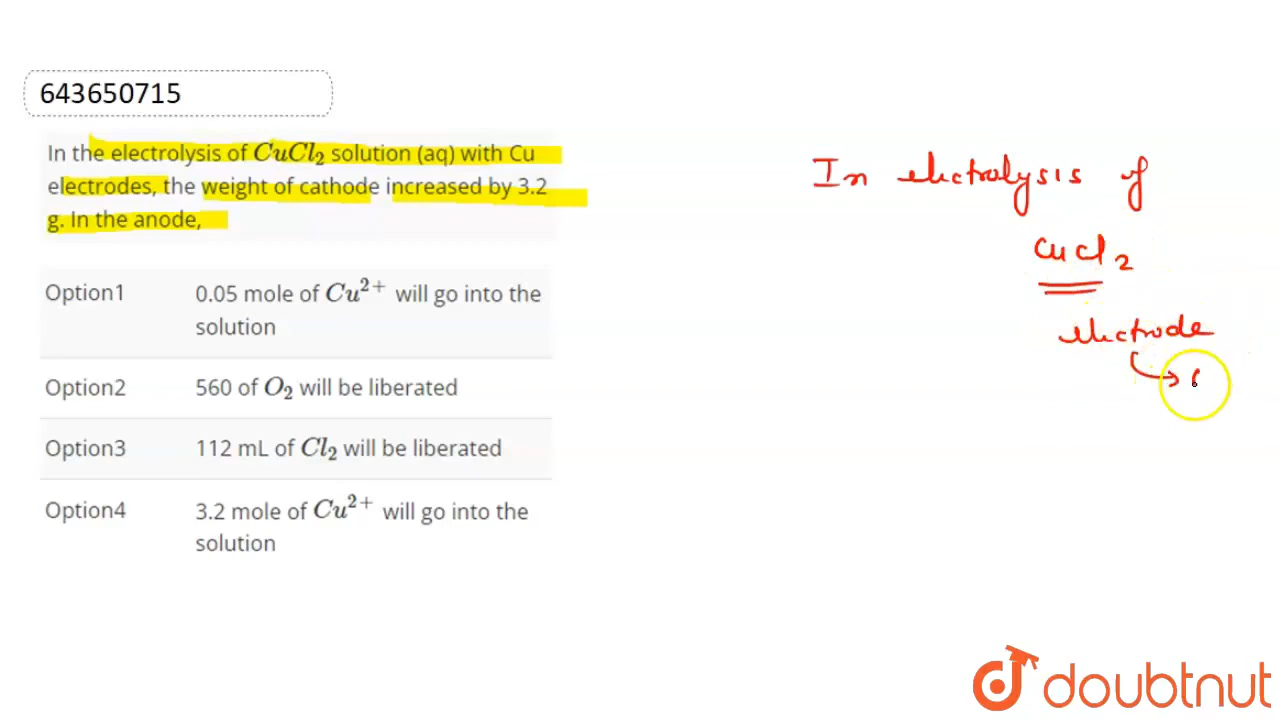 643650715
In the electrolysis of CuCl₂ solution (aq) with Cu
electrodes, the weight of cathode increased by 3.2
g. In the anode,
Option1 0.05 mole of Cu²⁺ will go into the
solution
Option2 560 of O₂ will be liberated
Option3 112 mL of Cl₂ will be liberated
Option4 3.2 mole of Cu²⁺ will go into the
solution
In electrolysis of
CuCl₂
electrode
doubtnut